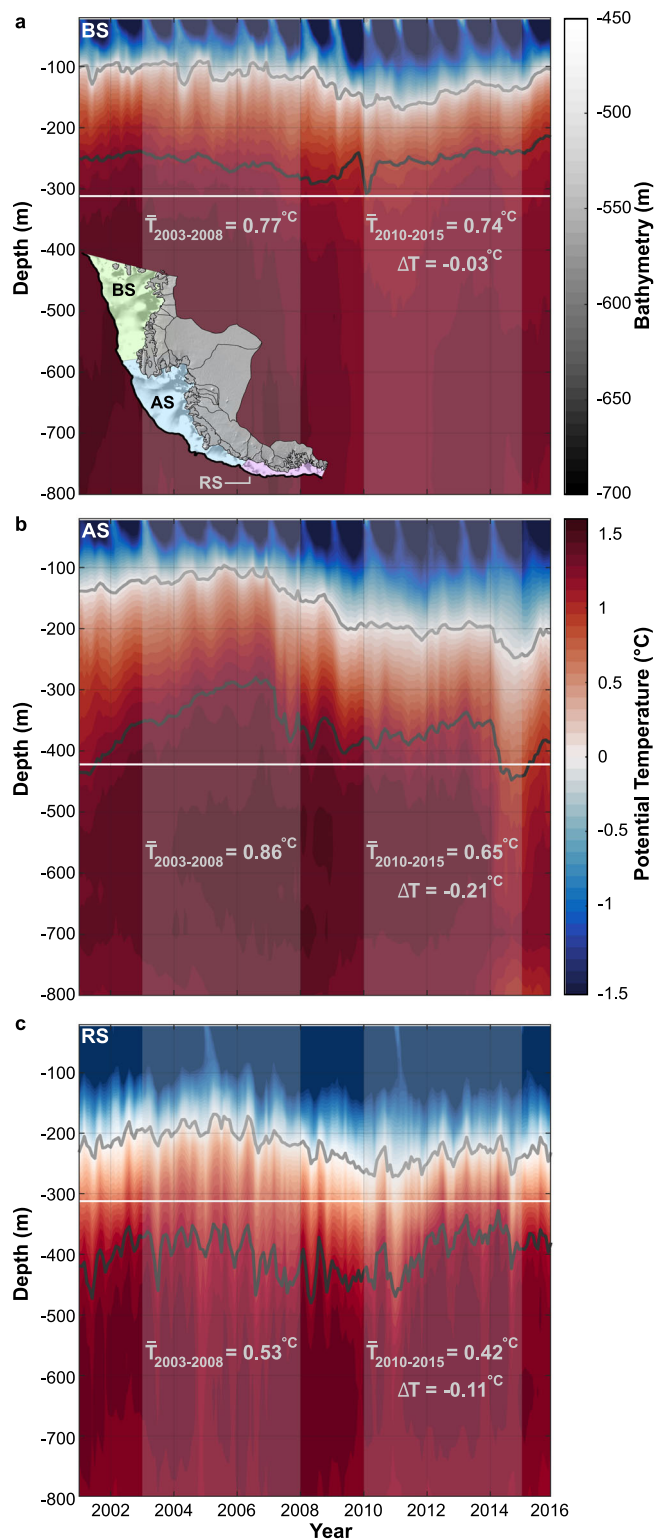 a
BS
-100
-200
-300
-400
-500
-600
-700
-800
Depth (m)
T̄2003-2008 = 0.77°C
T̄2010-2015 = 0.74°C
ΔT = -0.03°C
BS
AS
RS
-450
-500
-550
-600
-650
-700
Bathymetry (m)
b
AS
-100
-200
-300
-400
-500
-600
-700
-800
Depth (m)
T̄2003-2008 = 0.86°C
T̄2010-2015 = 0.65°C
ΔT = -0.21°C
1.5
1
0.5
0
-0.5
-1
-1.5
Potential Temperature (°C)
c
RS
-100
-200
-300
-400
-500
-600
-700
-800
Depth (m)
T̄2003-2008 = 0.53°C
T̄2010-2015 = 0.42°C
ΔT = -0.11°C
2002 2004 2006 2008 2010 2012 2014 2016
Year